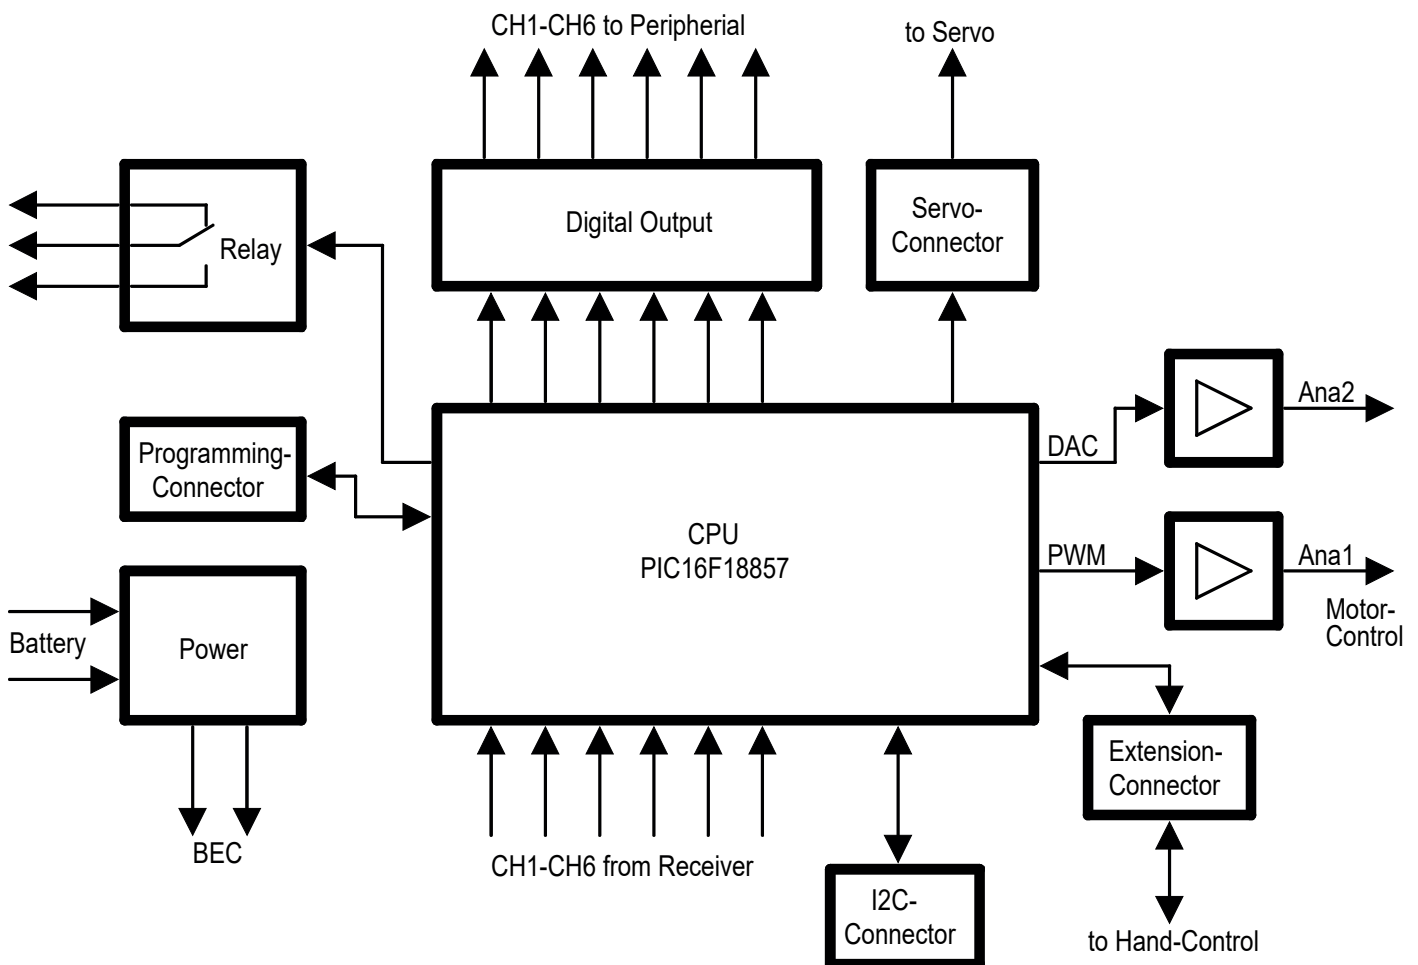 CH1-CH6 to Peripherial
to Servo
Relay
Digital Output
Servo-
Connector
Programming-
Connector
CPU
PIC16F18857
DAC
Ana2
PWM
Ana1
Motor-
Control
Battery
Power
BEC
CH1-CH6 from Receiver
I2C-
Connector
Extension-
Connector
to Hand-Control